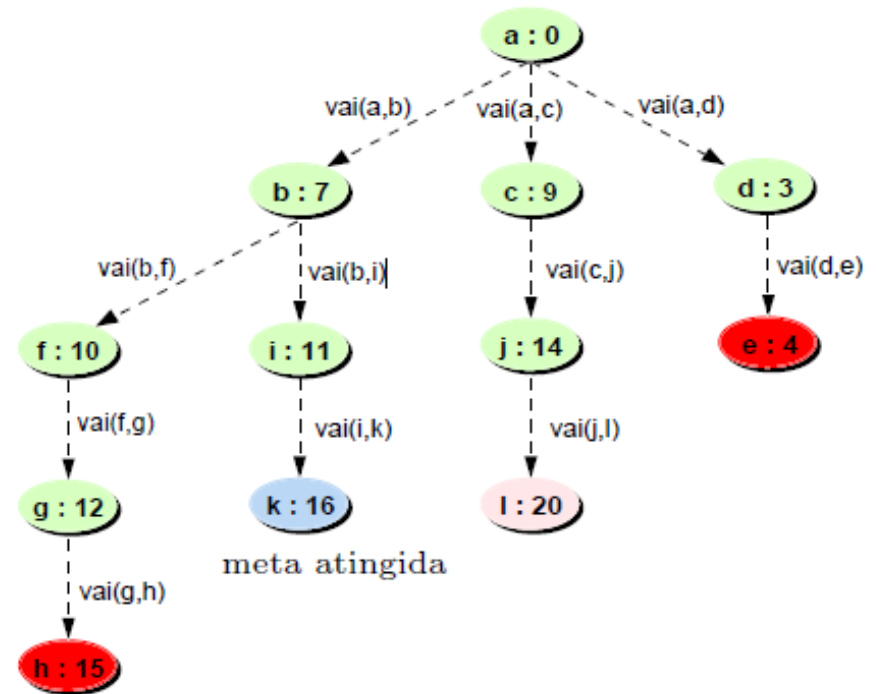 a : 0
vai(a,b)
vai(a,c)
vai(a,d)
b : 7
c : 9
d : 3
vai(b,f)
vai(b,i)
vai(c,j)
vai(d,e)
f : 10
i : 11
j : 14
e : 4
vai(f,g)
vai(i,k)
vai(j,l)
g : 12
k : 16
l : 20
meta atingida
vai(g,h)
h : 15